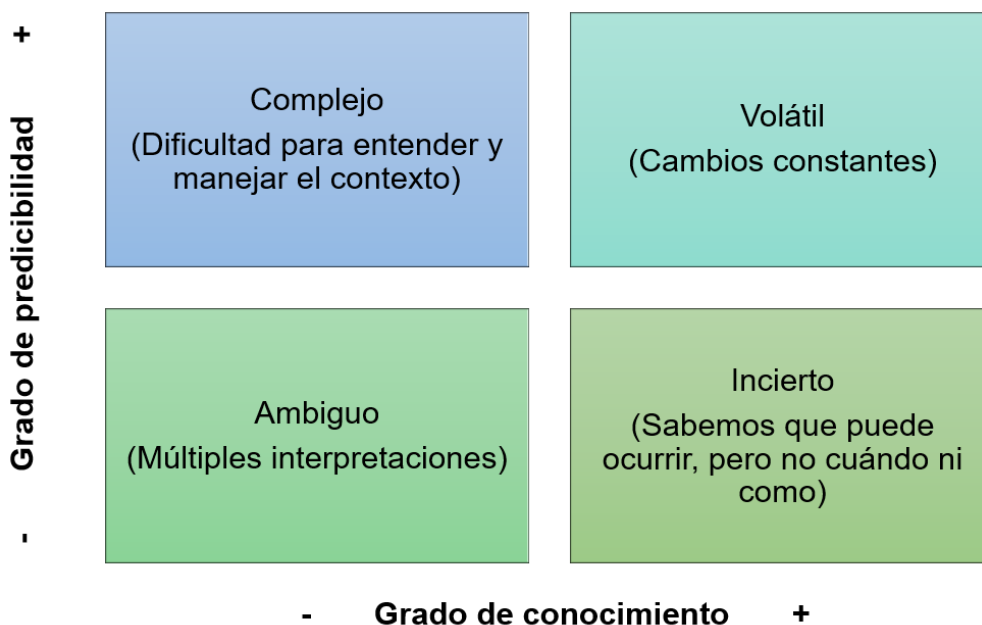 +
Grado de predicibilidad
-
Complejo
(Dificultad para entender y
manejar el contexto)
Volátil
(Cambios constantes)
Ambiguo
(Múltiples interpretaciones)
Incierto
(Sabemos que puede
ocurrir, pero no cuándo ni
como)
- Grado de conocimiento +